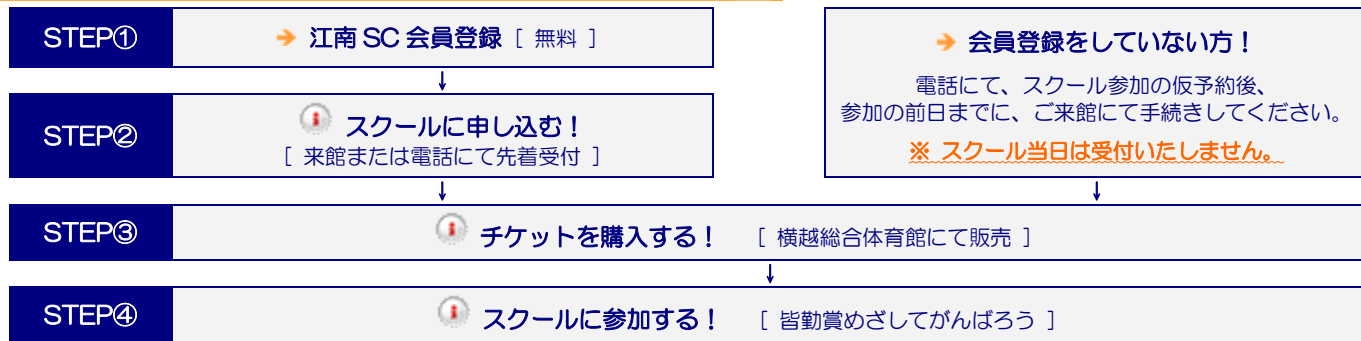 STEP① 江南 SC 会員登録 [ 無料 ]
↓
STEP② スクールに申し込む！
[ 来館または電話にて先着受付 ]
↓
会員登録をしていない方！
電話にて、スクール参加の仮予約後、
参加の前日までに、ご来館にて手続きしてください。
※ スクール当日は受付いたしません。
↓
STEP③ チケットを購入する！ [ 横越総合体育館にて販売 ]
↓
STEP④ スクールに参加する！ [ 皆勤賞めざしてがんばろう ]